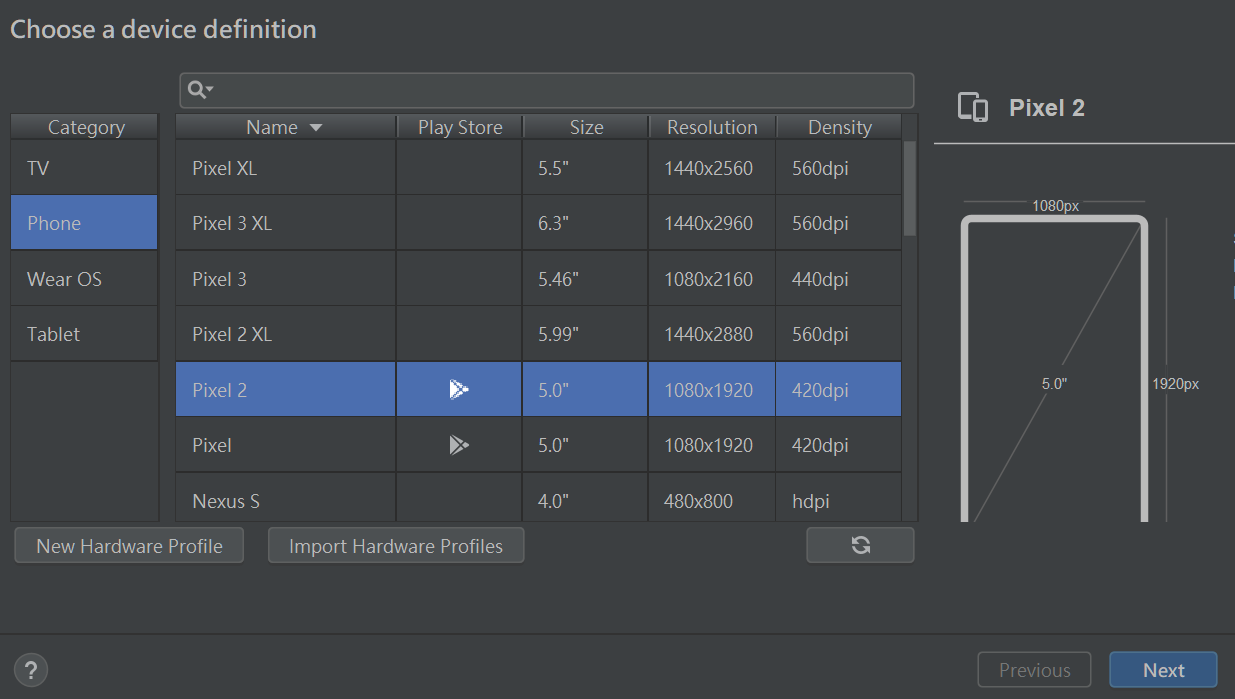 Choose a device definition
Pixel 2
Category Name Play Store Size Resolution Density
TV Pixel XL 5.5" 1440x2560 560dpi
Phone Pixel 3 XL 6.3" 1440x2960 560dpi
Wear OS Pixel 3 5.46" 1080x2160 440dpi
Tablet Pixel 2 XL 5.99" 1440x2880 560dpi
Pixel 2 5.0" 1080x1920 420dpi
Pixel 5.0" 1080x1920 420dpi
Nexus S 4.0" 480x800 hdpi
1080px
5.0"
1920px
New Hardware Profile Import Hardware Profiles
?
Previous Next